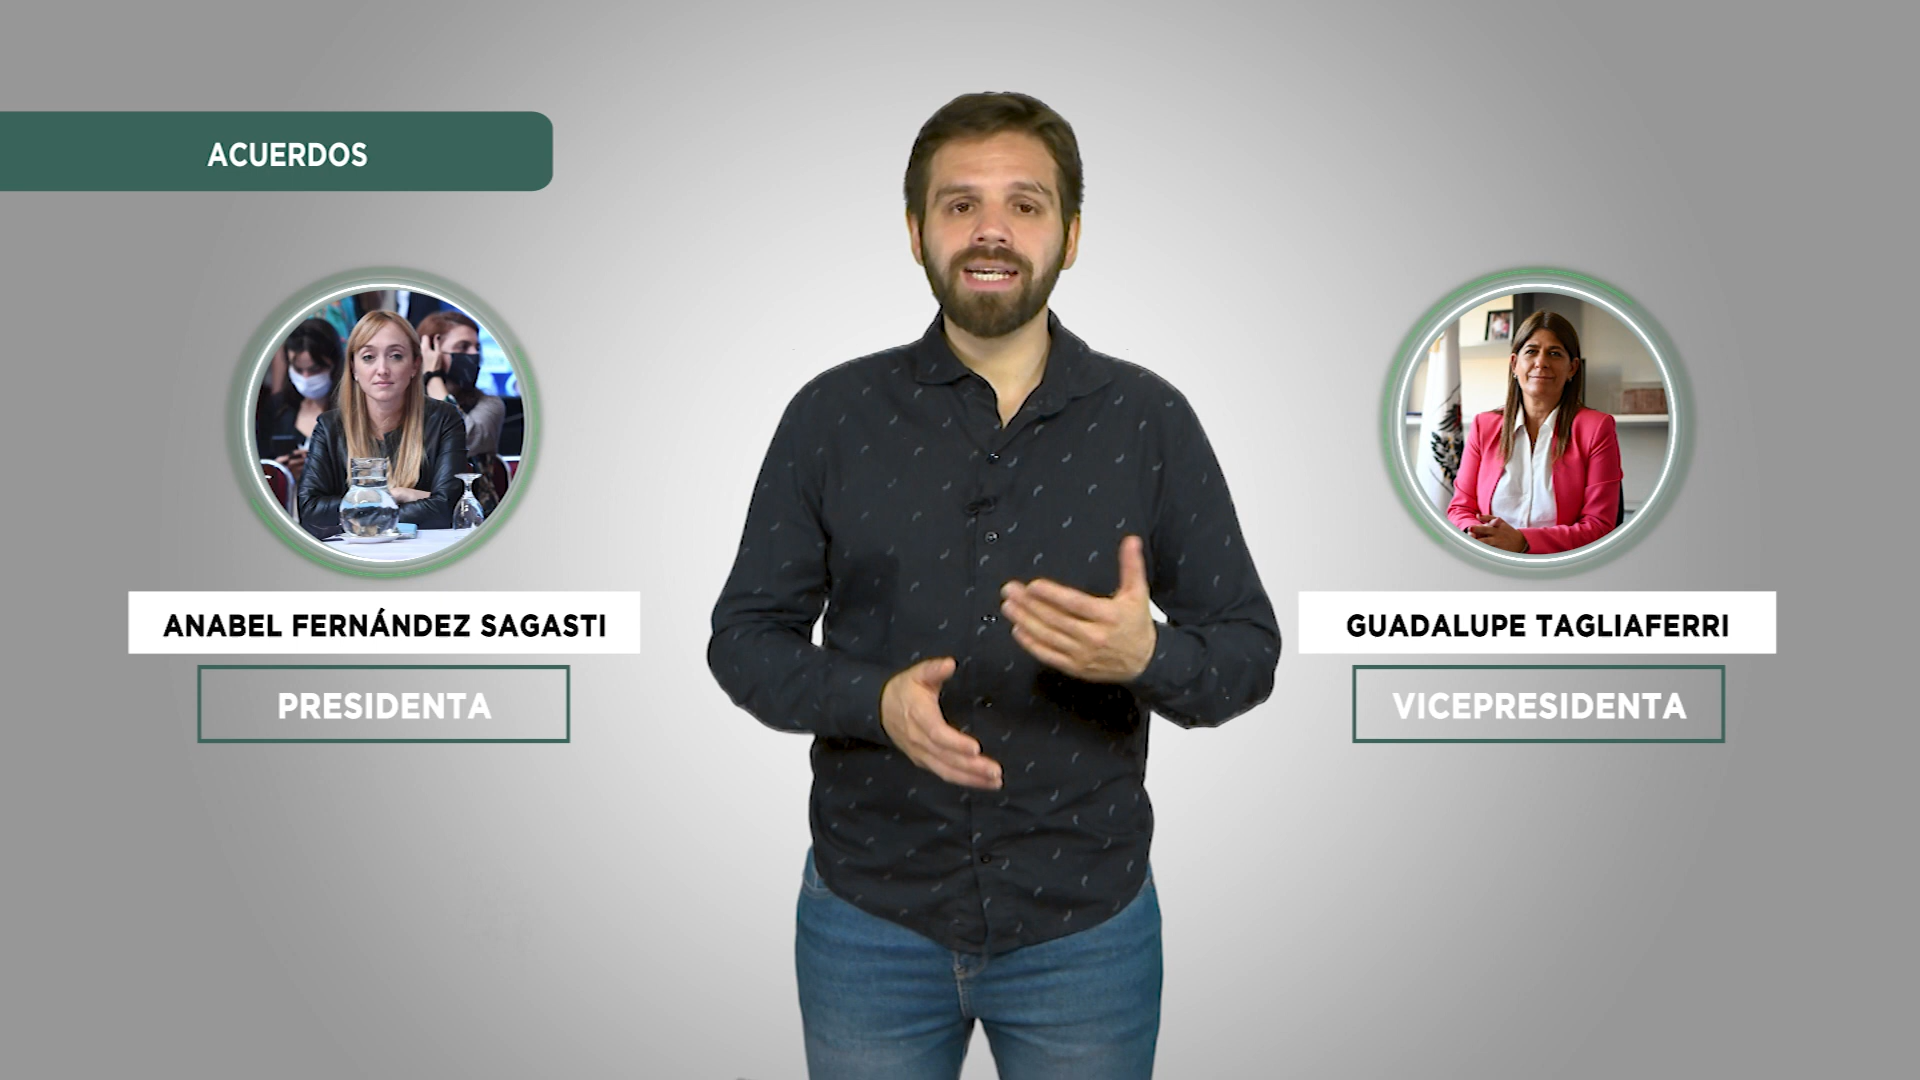 ACUERDOS
ANABEL FERNÁNDEZ SAGASTI
PRESIDENTA
GUADALUPE TAGLIAFERRI
VICEPRESIDENTA